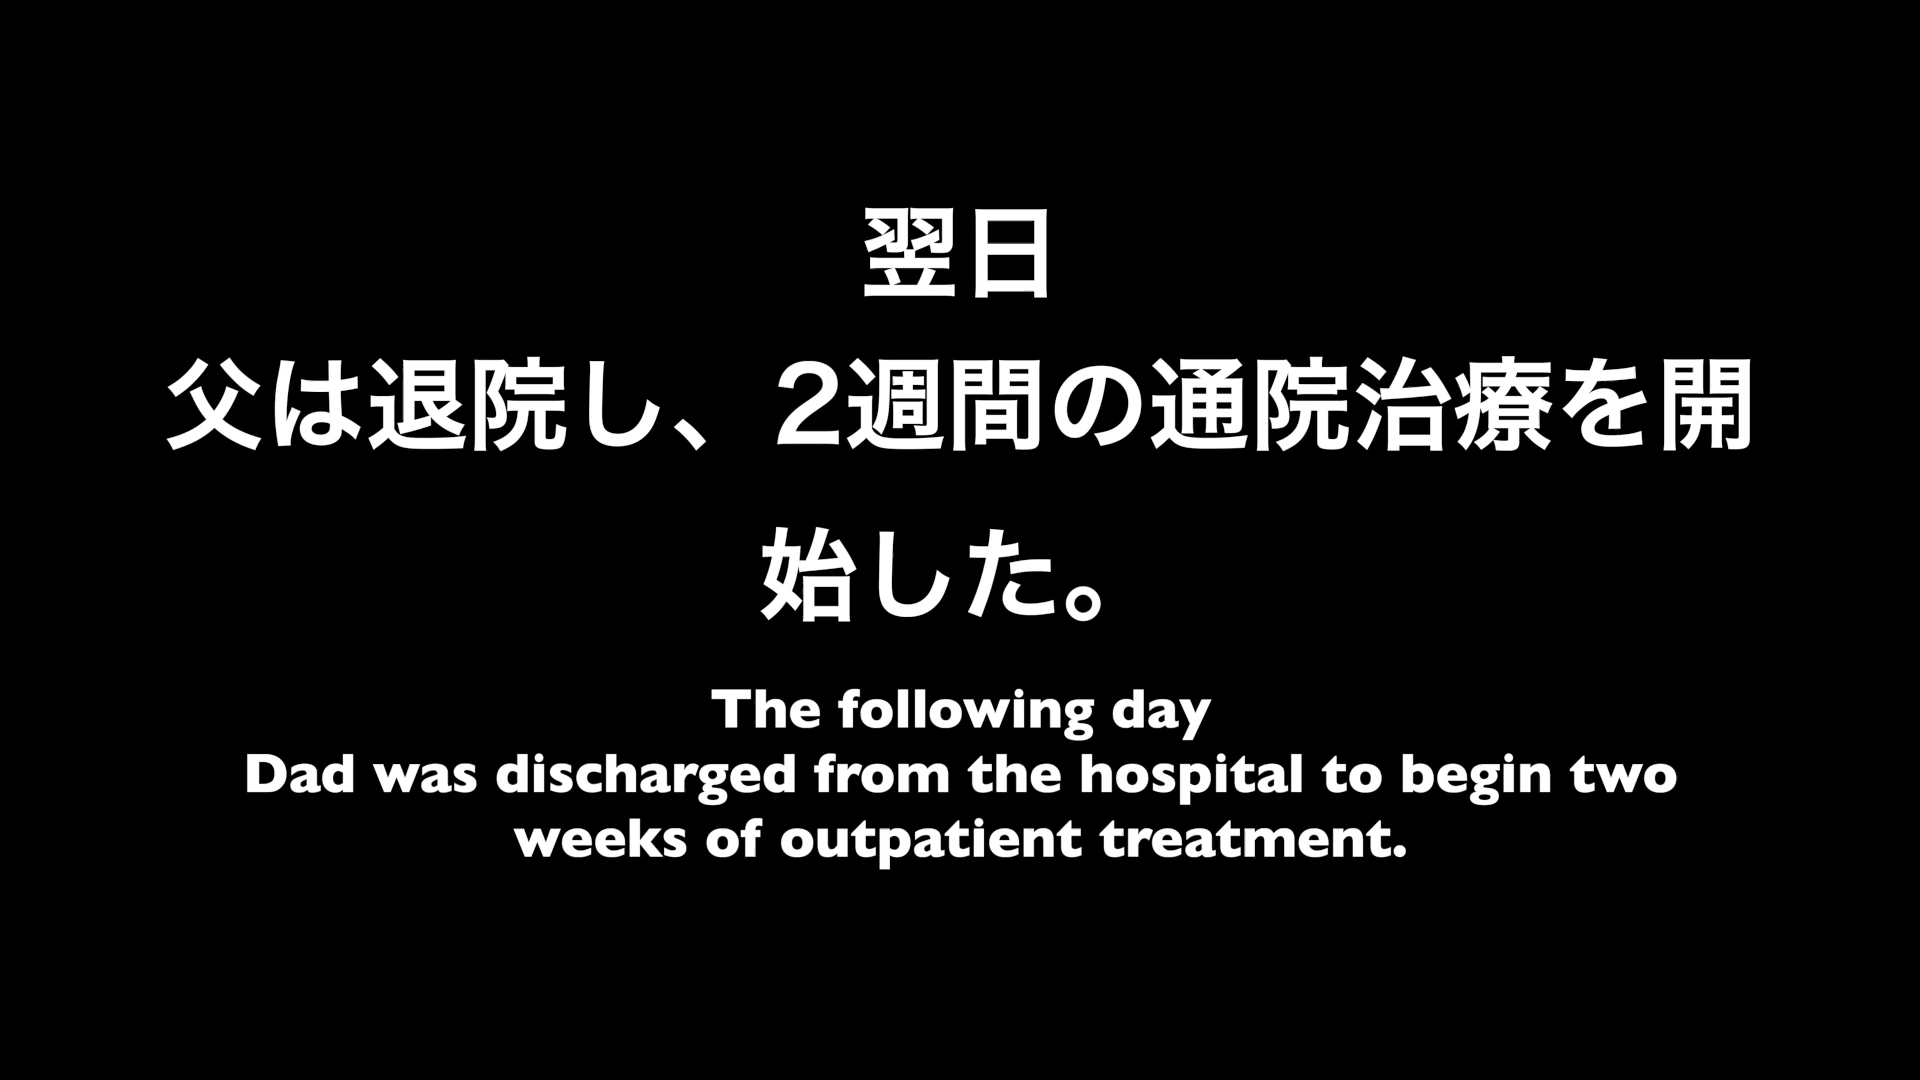 翌日
父は退院し、2週間の通院治療を開
始した。
The following day
Dad was discharged from the hospital to begin two
weeks of outpatient treatment.